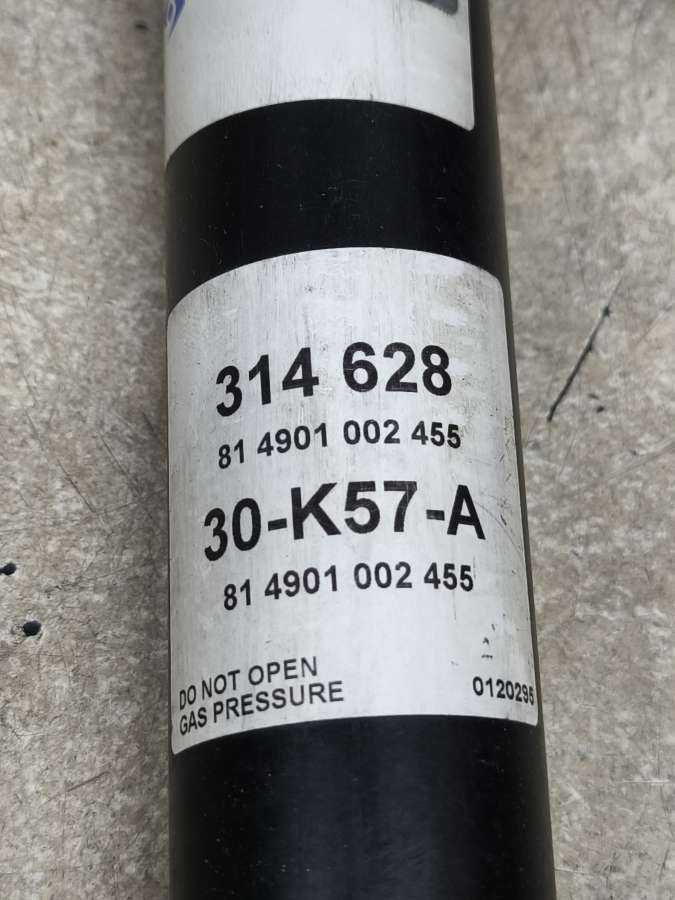 314 628
81 4901 002 455
30-K57-A
81 4901 002 455
DO NOT OPEN
GAS PRESSURE
0120295